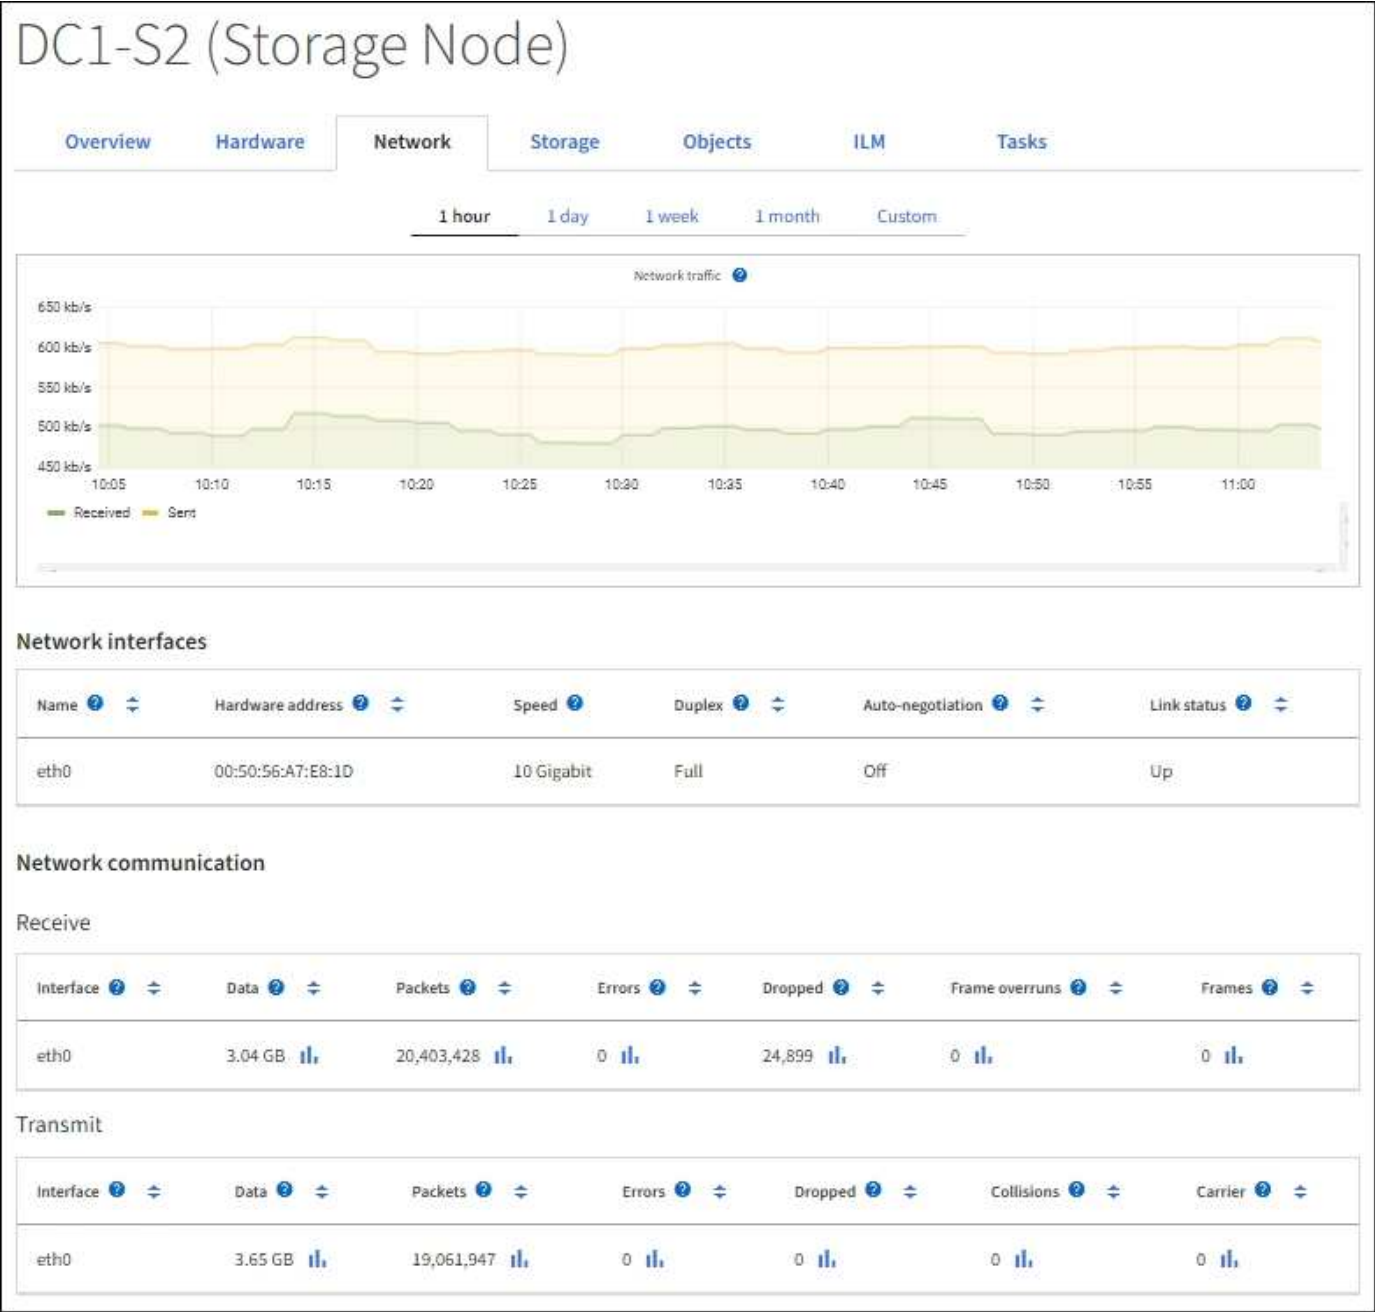 DC1-S2 (Storage Node)
Overview Hardware Network Storage Objects ILM Tasks
1 hour 1 day 1 week 1 month Custom
Network traffic
650 kb/s
600 kb/s
550 kb/s
500 kb/s
450 kb/s
10:05 10:10 10:15 10:20 10:25 10:30 10:35 10:40 10:45 10:50 10:55 11:00
Received Sent
Network interfaces
Name Hardware address Speed Duplex Auto-negotiation Link status
eth0 00:50:56:A7:E8:1D 10 Gigabit Full Off Up
Network communication
Receive
Interface Data Packets Errors Dropped Frame overruns Frames
eth0 3.04 GB 20,403,428 0 24,899 0 0
Transmit
Interface Data Packets Errors Dropped Collisions Carrier
eth0 3.65 GB 19,061,947 0 0 0 0